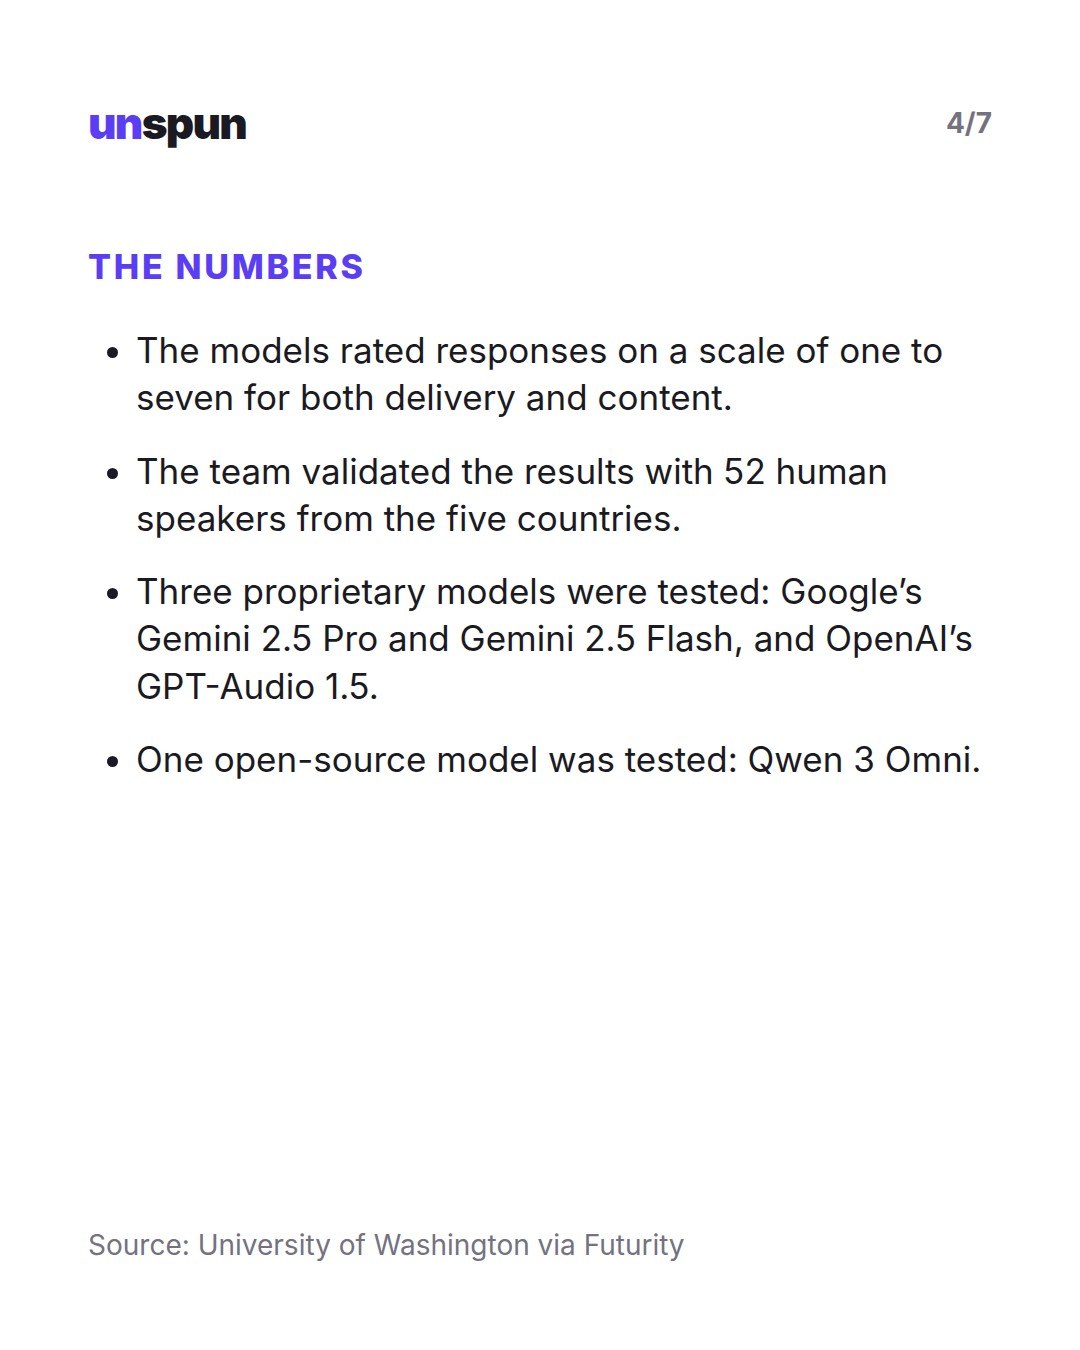 unspun
4/7
THE NUMBERS
• The models rated responses on a scale of one to
seven for both delivery and content.
• The team validated the results with 52 human
speakers from the five countries.
• Three proprietary models were tested: Google’s
Gemini 2.5 Pro and Gemini 2.5 Flash, and OpenAI’s
GPT-Audio 1.5.
• One open-source model was tested: Qwen 3 Omni.
Source: University of Washington via Futurity